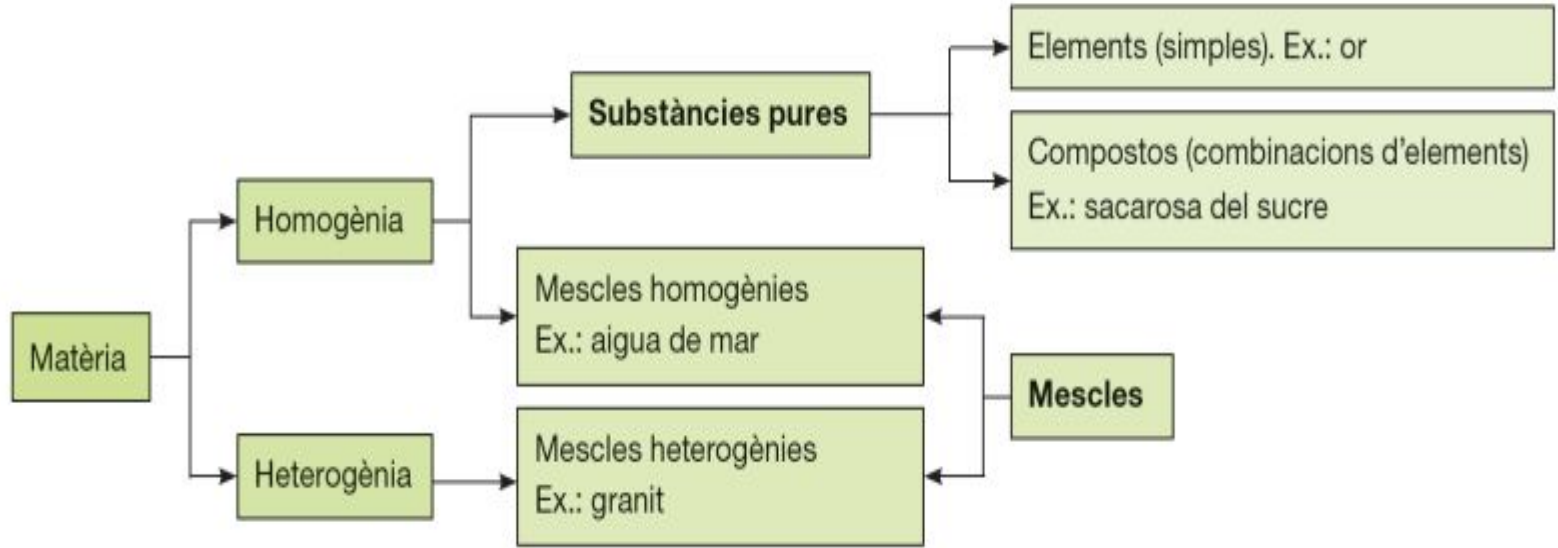 Matèria
Homogènia
Heterogènia
Substàncies pures
Mescles homogènies
Ex.: aigua de mar
Mescles heterogènies
Ex.: granit
Elements (simples). Ex.: or
Compostos (combinacions d'elements)
Ex.: sacarosa del sucre
Mescles